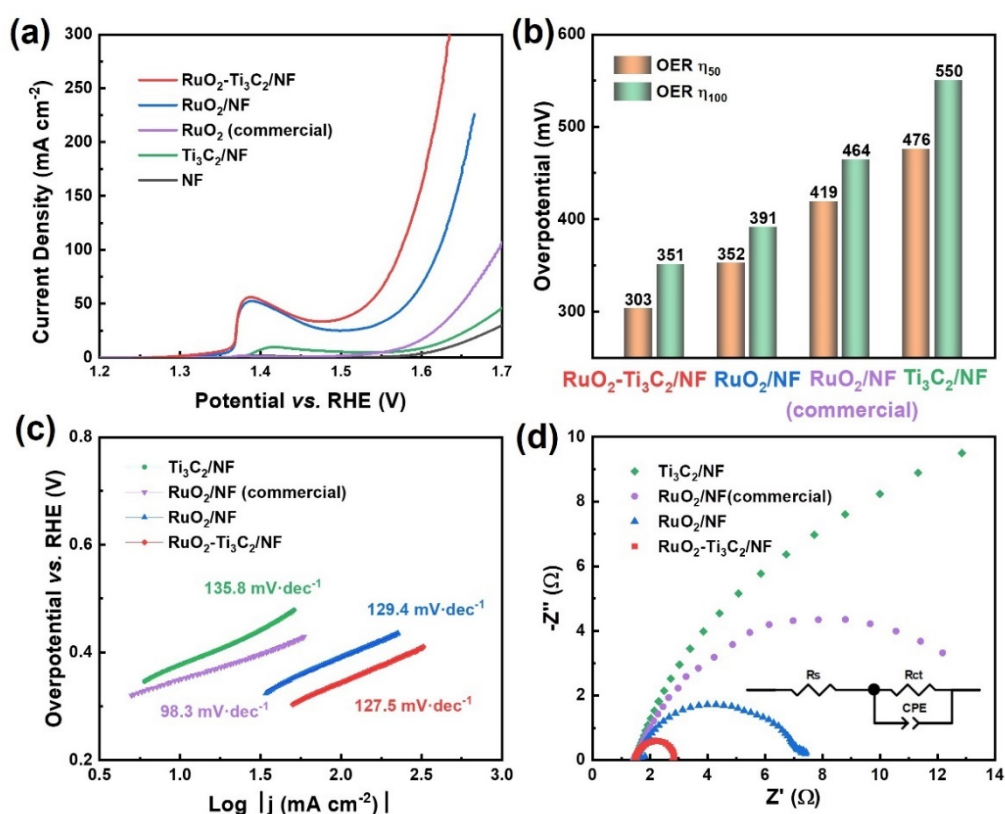 (a)
300
250
200
150
100
50
0
Current Density (mA cm⁻²)
RuO₂-Ti₃C₂/NF
RuO₂/NF
RuO₂ (commercial)
Ti₃C₂/NF
NF
1.2 1.3 1.4 1.5 1.6 1.7
Potential vs. RHE (V)
(b)
600
500
400
300
Overpotential (mV)
OER η₅₀
OER η₁₀₀
303
351
352
391
419
464
476
550
RuO₂-Ti₃C₂/NF RuO₂/NF RuO₂/NF Ti₃C₂/NF
(commercial)
(c)
0.8
0.6
0.4
0.2
Overpotential vs. RHE (V)
Ti₃C₂/NF
RuO₂/NF (commercial)
RuO₂/NF
RuO₂-Ti₃C₂/NF
135.8 mV·dec⁻¹
129.4 mV·dec⁻¹
98.3 mV·dec⁻¹
127.5 mV·dec⁻¹
0.5 1.0 1.5 2.0 2.5 3.0
Log |j (mA cm⁻²) |
(d)
10
8
6
4
2
0
-Z'' (Ω)
Ti₃C₂/NF
RuO₂/NF(commercial)
RuO₂/NF
RuO₂-Ti₃C₂/NF
Rs
Rct
CPE
0 2 4 6 8 10 12 14
Z' (Ω)